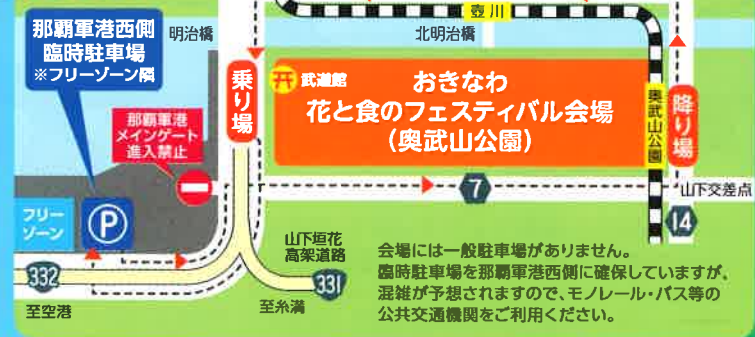 壺川
那覇軍港西側
臨時駐車場
※フリーゾーン隣
明治橋
北明治橋
乗り場
武道館
おきなわ
花と食のフェスティバル会場
(奥武山公園)
奥武山公園
降り場
那覇軍港
メインゲート
進入禁止
7
山下交差点
フリー
ゾーン
P
14
山下垣花
高架道路
332
331
至空港
至糸満
会場には一般駐車場がありません。
臨時駐車場を那覇軍港西側に確保していますが、
混雑が予想されますので、モノレール・バス等の
公共交通機関をご利用ください。